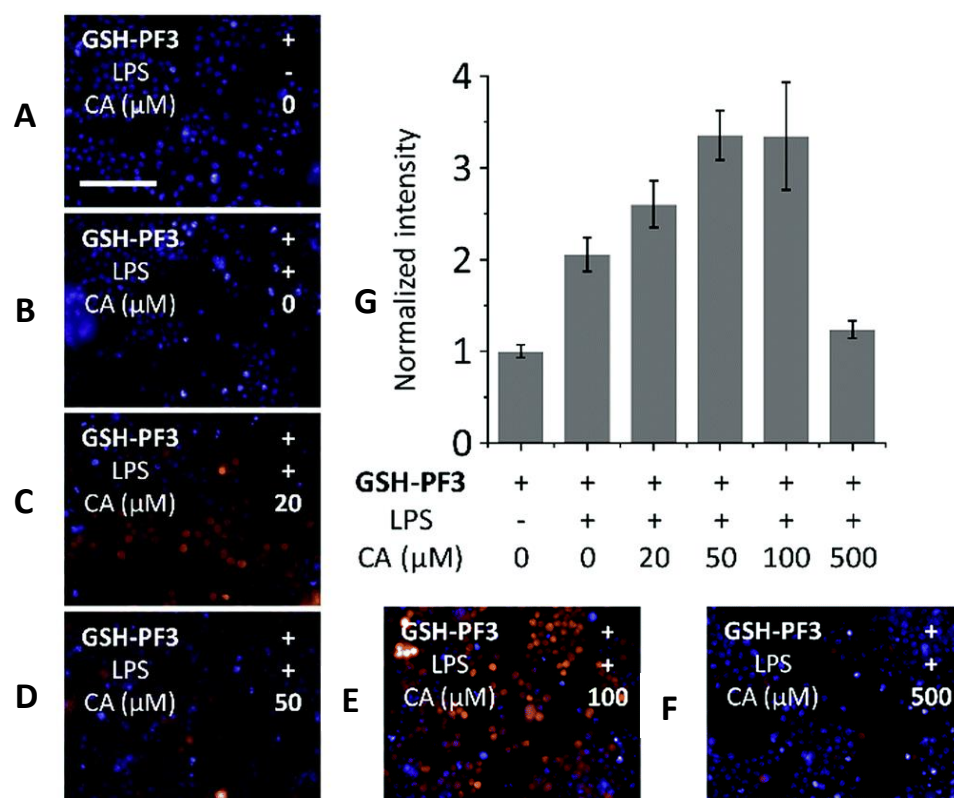 A
GSH-PF3 +
LPS -
CA (µM) 0
B
GSH-PF3 +
LPS +
CA (µM) 0
C
GSH-PF3 +
LPS +
CA (µM) 20
D
GSH-PF3 +
LPS +
CA (µM) 50
G
Normalized intensity
4
3
2
1
0
GSH-PF3 + + + + + +
LPS - + + + + +
CA (µM) 0 0 20 50 100 500
E
GSH-PF3 +
LPS +
CA (µM) 100
F
GSH-PF3 +
LPS +
CA (µM) 500